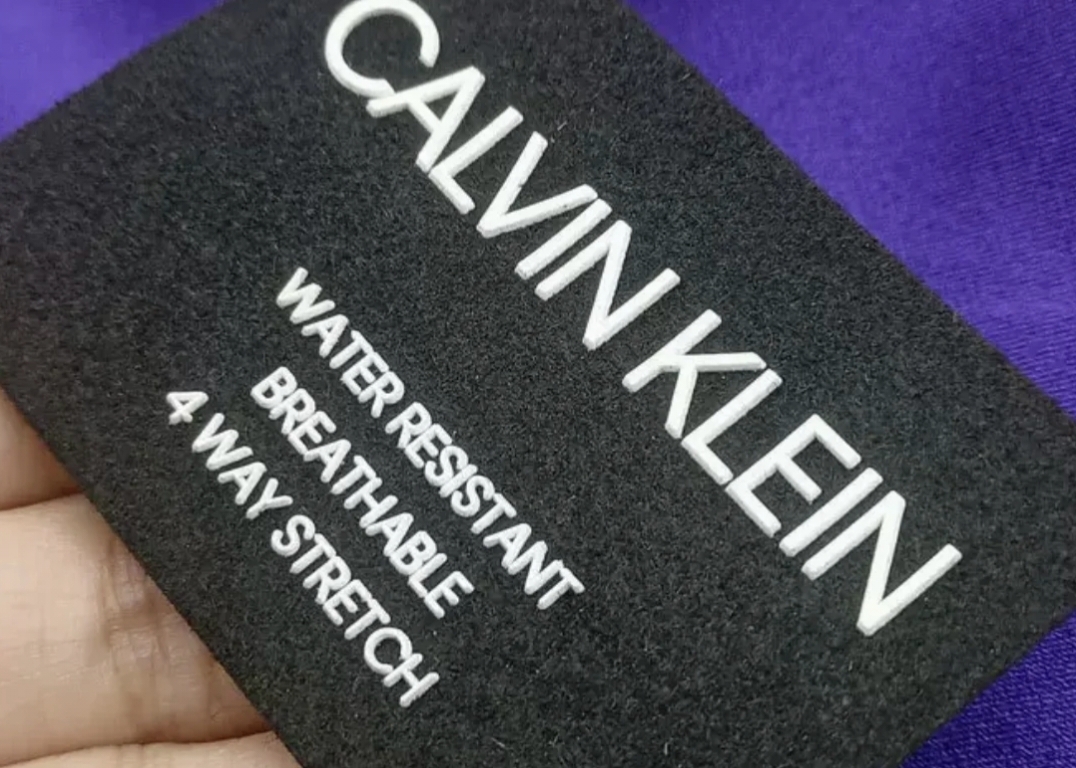 CALVIN KLEIN
WATER RESISTANT
BREATHABLE
4 WAY STRETCH